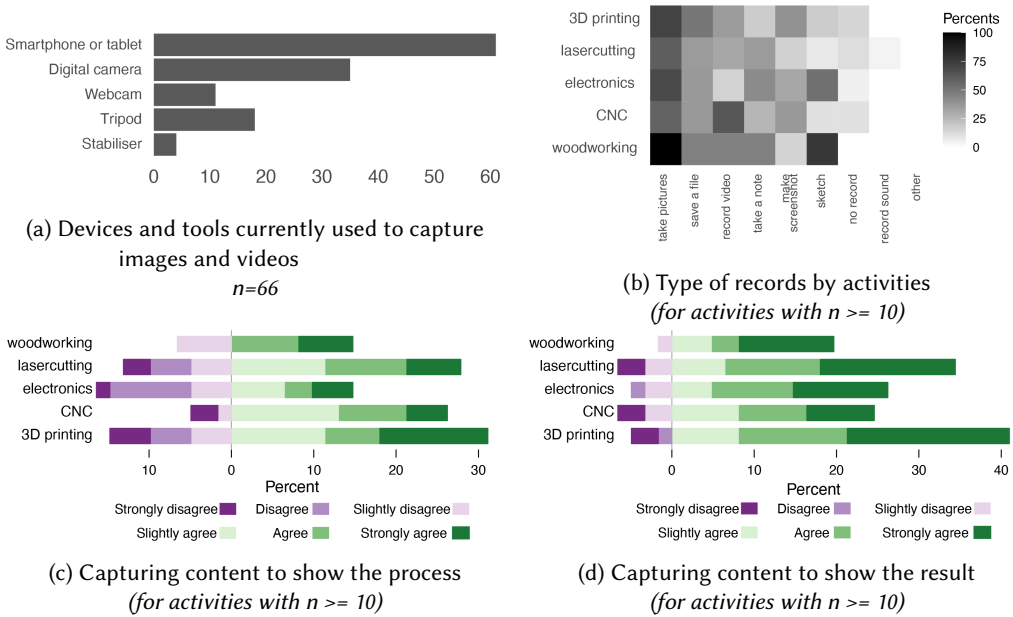 Smartphone or tablet
Digital camera
Webcam
Tripod
Stabiliser
0 10 20 30 40 50 60
(a) Devices and tools currently used to capture
images and videos
n=66
3D printing
lasercutting
electronics
CNC
woodworking
take pictures
save a file
record video
take a note
make
screenshot
sketch
no record
record sound
other
Percents
100
75
50
25
0
(b) Type of records by activities
(for activities with n >= 10)
woodworking
lasercutting
electronics
CNC
3D printing
10 0 10 20 30
Percent
Strongly disagree Disagree Slightly disagree
Slightly agree Agree Strongly agree
(c) Capturing content to show the process
(for activities with n >= 10)
woodworking
lasercutting
electronics
CNC
3D printing
0 10 20 30 40
Percent
Strongly disagree Disagree Slightly disagree
Slightly agree Agree Strongly agree
(d) Capturing content to show the result
(for activities with n >= 10)